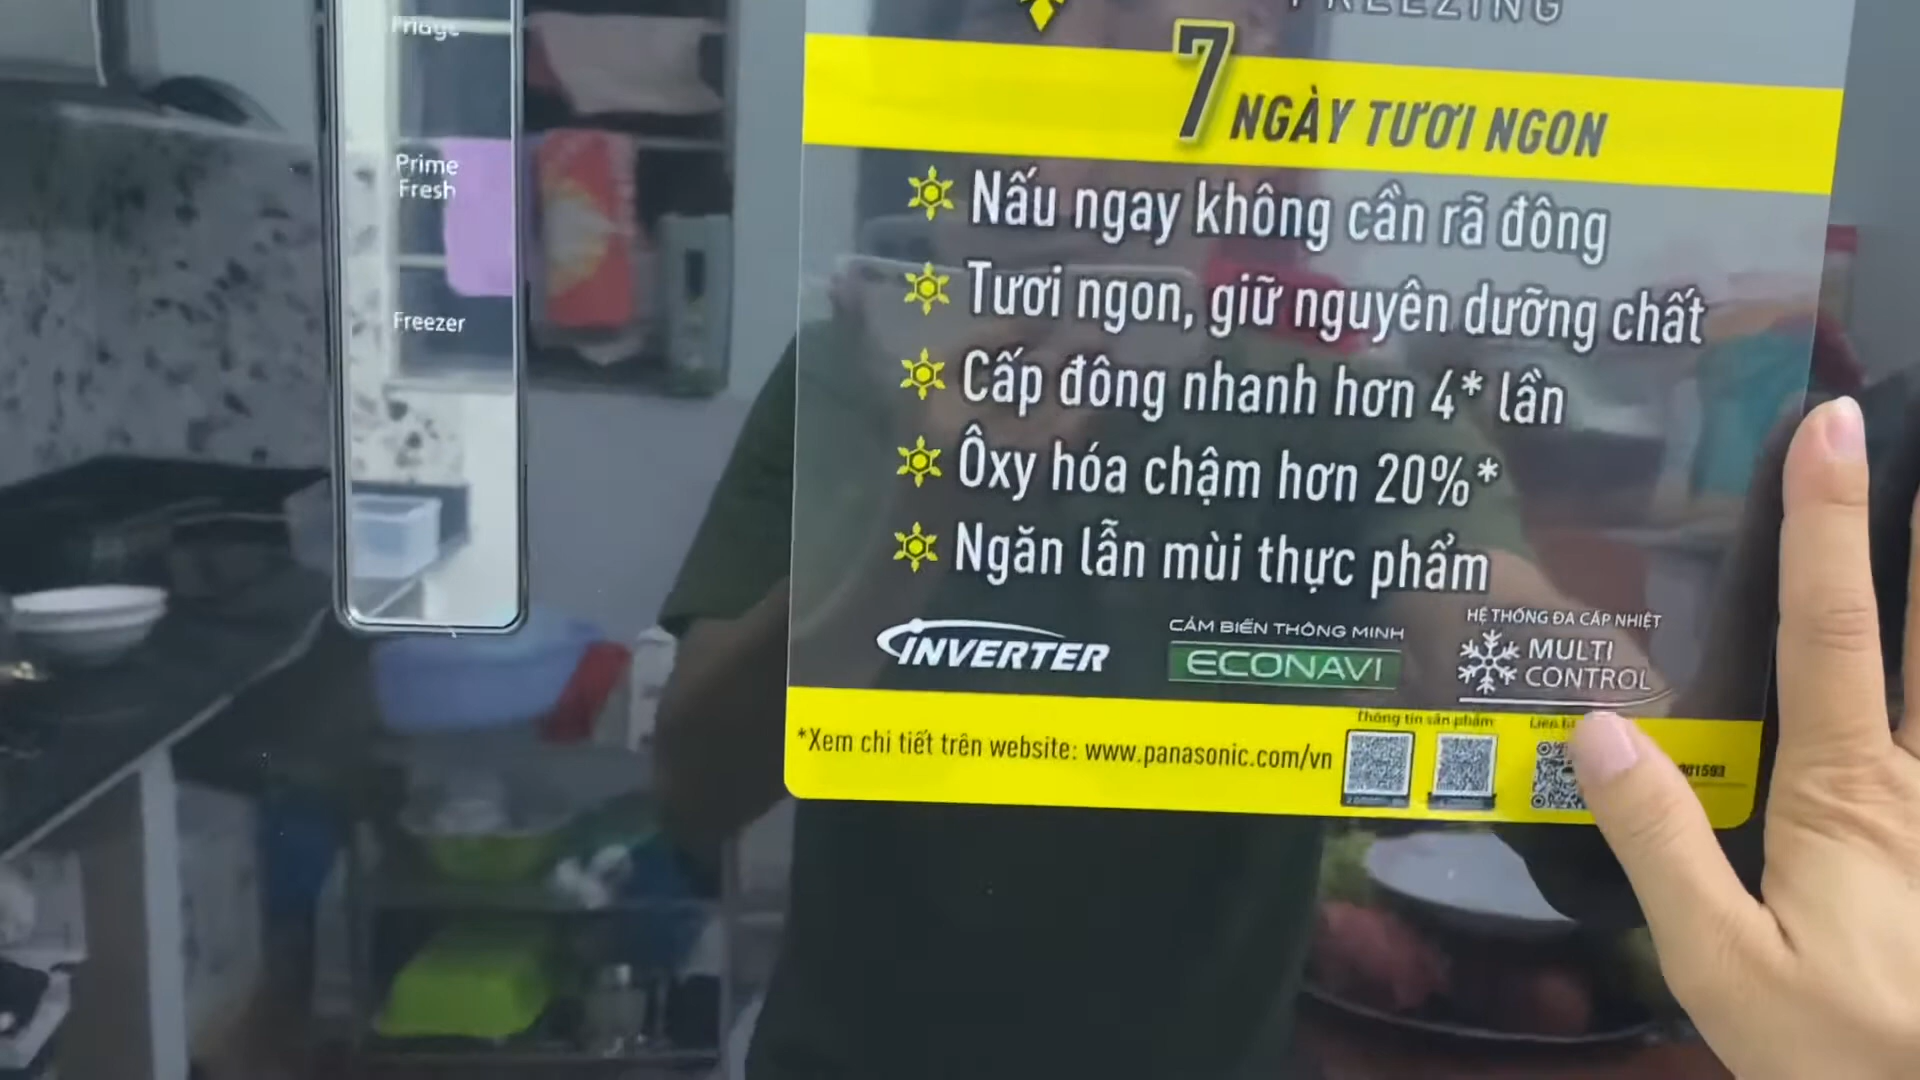 Fridge
Prime
Fresh
Freezer
FREEZING
7 NGÀY TƯƠI NGON
Nấu ngay không cần rã đông
Tươi ngon, giữ nguyên dưỡng chất
Cấp đông nhanh hơn 4* lần
Ôxy hóa chậm hơn 20%*
Ngăn lẫn mùi thực phẩm
INVERTER
CẢM BIẾN THÔNG MINH
ECONAVI
HỆ THỐNG ĐA CẤP NHIỆT
MULTI
CONTROL
*Xem chi tiết trên website: www.panasonic.com/vn
Thông tin sản phẩm